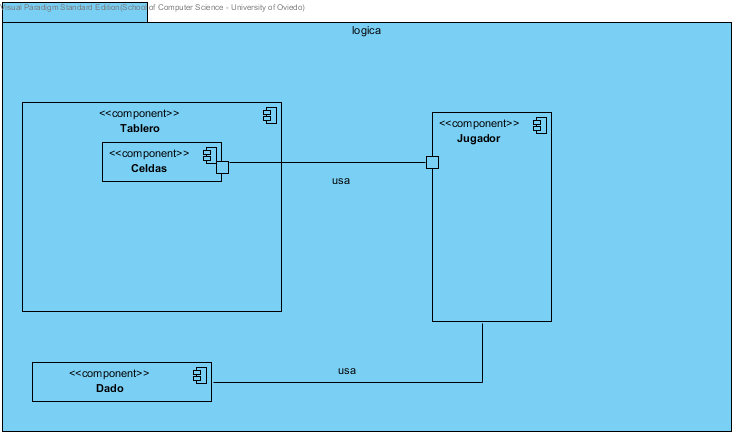 Visual Paradigm Standard Edition(School of Computer Science - University of Oviedo)
logica
<<component>>
Tablero
<<component>>
Celdas
<<component>>
Jugador
usa
<<component>>
Dado
usa